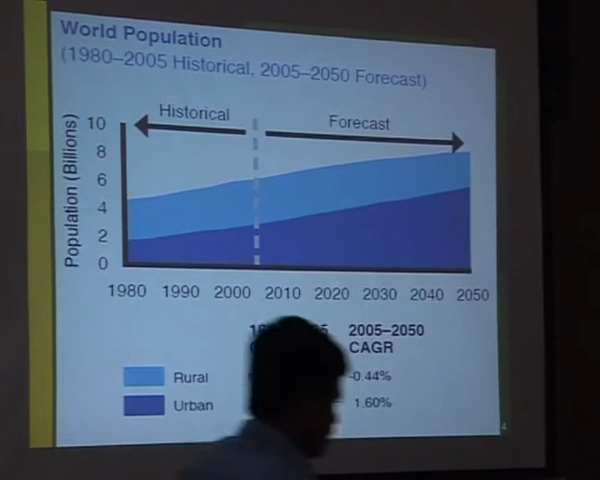 World Population
(1980–2005 Historical, 2005–2050 Forecast)
Historical
Forecast
Population (Billions)
10
8
6
4
2
0
1980 1990 2000 2010 2020 2030 2040 2050
2005–2050
CAGR
Rural -0.44%
Urban 1.60%
4